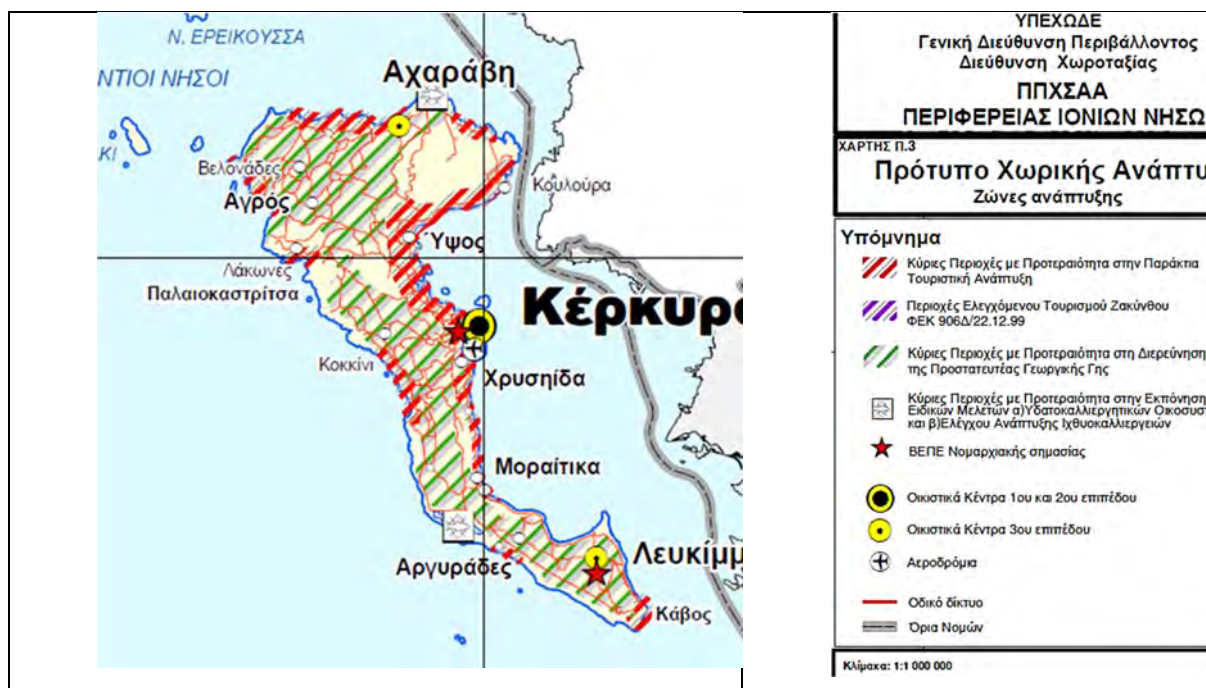 Ν. ΕΡΕΙΚΟΥΣΣΑ
ΝΤΙΟΙ ΝΗΣΟΙ
Αχαράβη
ΚΙ
Βελονάδες
Κουλούρα
Αγρός
Ύψος
Λάκωνες
Παλαιοκαστρίτσα
Κέρκυρα
Κοκκίνι
Χρυσηίδα
Μοραίτικα
Αργυράδες
Λευκίμμ
Κάβος
ΥΠΕΧΩΔΕ
Γενική Διεύθυνση Περιβάλλοντος
Διεύθυνση Χωροταξίας
ΠΠΧΣΑΑ
ΠΕΡΙΦΕΡΕΙΑΣ ΙΟΝΙΩΝ ΝΗΣΩ
ΧΑΡΤΗΣ Π.3
Πρότυπο Χωρικής Ανάπτυ
Ζώνες ανάπτυξης
Υπόμνημα
Κύριες Περιοχές με Προτεραιότητα στην Παράκτια
Τουριστική Ανάπτυξη
Περιοχές Ελεγχόμενου Τουρισμού Ζακύνθου
ΦΕΚ 906Δ/22.12.99
Κύριες Περιοχές με Προτεραιότητα στη Διερεύνηση
της Προστατευτέας Γεωργικής Γης
Κύριες Περιοχές με Προτεραιότητα στην Εκπόνηση
Ειδικών Μελετών α)Υδατοκαλλιεργητικών Οικοσυστ
και β)Ελέγχου Ανάπτυξης Ιχθυοκαλλιεργειών
ΒΕΠΕ Νομαρχιακής σημασίας
Οικιστικά Κέντρα 1ου και 2ου επιπέδου
Οικιστικά Κέντρα 3ου επιπέδου
Αεροδρόμια
Οδικό δίκτυο
Όρια Νομών
Κλίμακα: 1:1 000 000